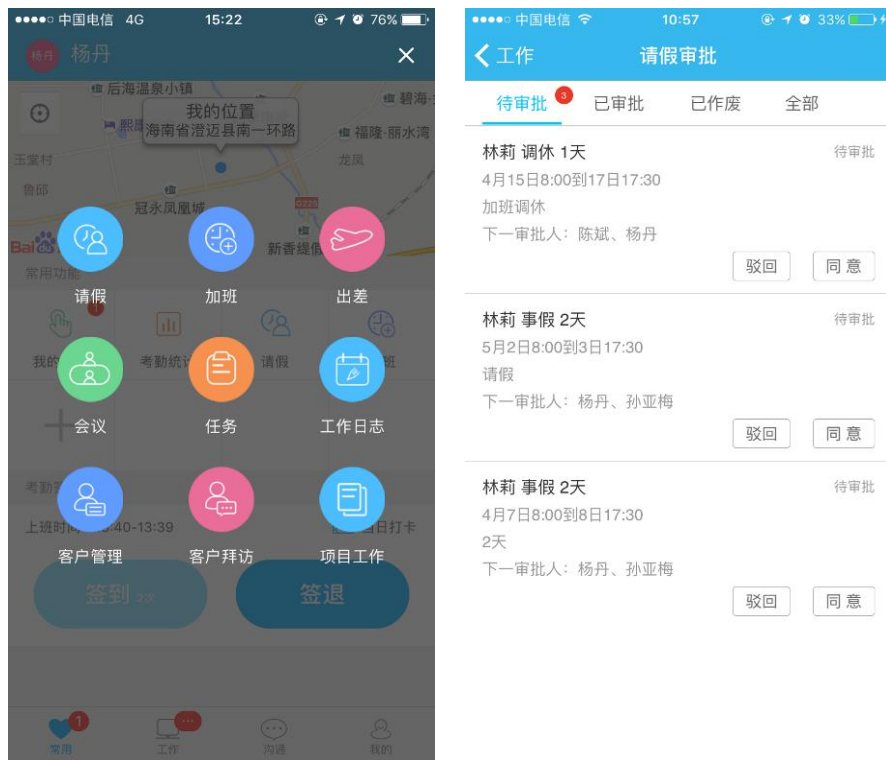 中国电信 4G 15:22 76%
杨丹 杨丹
后海温泉小镇
碧海
我的位置
海南省澄迈县南一环路
福隆·丽水湾
玉堂村
龙凤
鲁邱
冠永凤凰城
G225
新香缇
Bai
常用功能
请假 加班 出差
1
我的 考勤统计 请假 班
会议 任务 工作日志
考勤
上班时间 40-13:39 当日打卡
客户管理 客户拜访 项目工作
签到 2次 签退
1
常用 工作 沟通 我的
中国电信 10:57 33%
工作 请假审批
待审批 3 已审批 已作废 全部
林莉 调休 1天 待审批
4月15日8:00到17日17:30
加班调休
下一审批人：陈斌、杨丹
驳回 同意
林莉 事假 2天 待审批
5月2日8:00到3日17:30
请假
下一审批人：杨丹、孙亚梅
驳回 同意
林莉 事假 2天 待审批
4月7日8:00到8日17:30
2天
下一审批人：杨丹、孙亚梅
驳回 同意